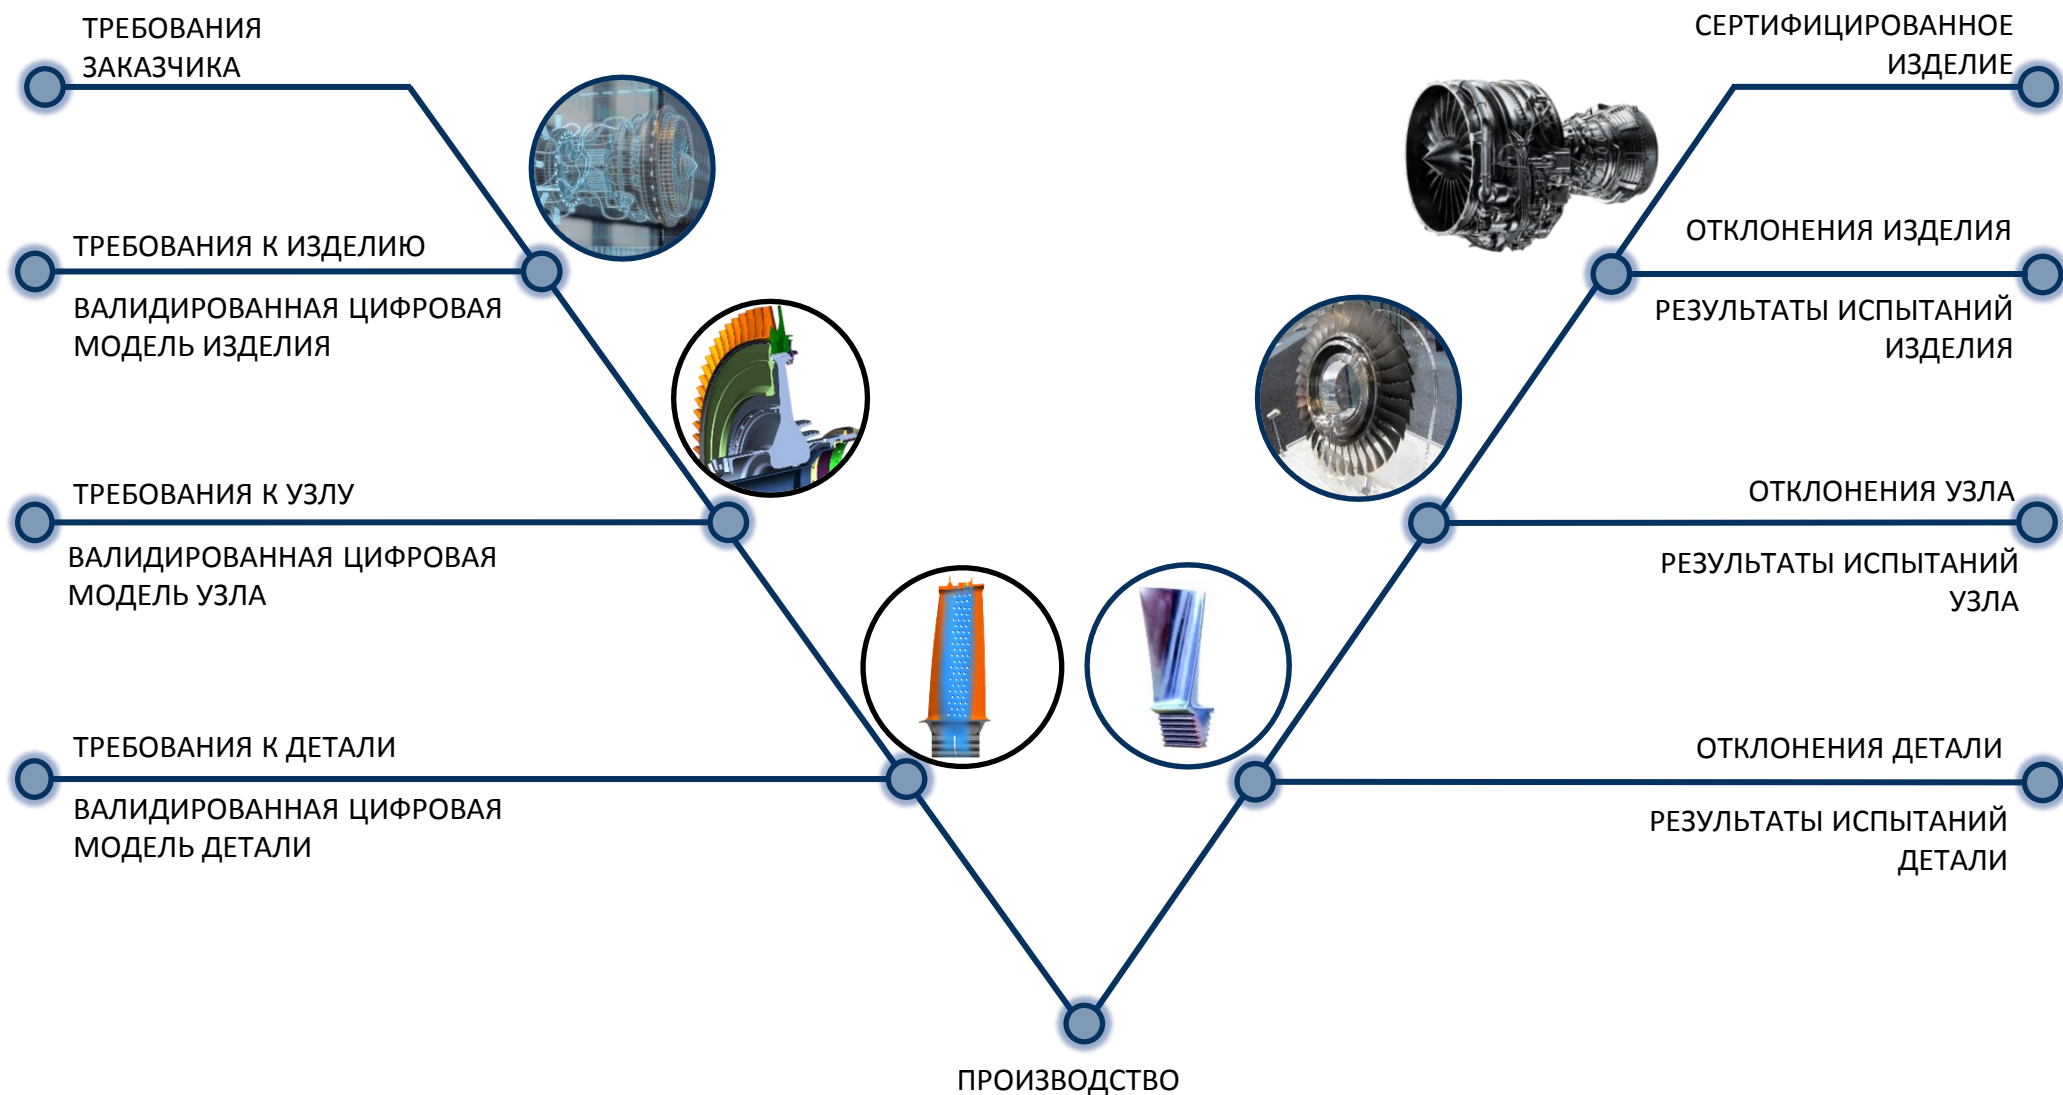 ТРЕБОВАНИЯ
ЗАКАЗЧИКА
СЕРТИФИЦИРОВАННОЕ
ИЗДЕЛИЕ
ТРЕБОВАНИЯ К ИЗДЕЛИЮ
ВАЛИДИРОВАННАЯ ЦИФРОВАЯ
МОДЕЛЬ ИЗДЕЛИЯ
ОТКЛОНЕНИЯ ИЗДЕЛИЯ
РЕЗУЛЬТАТЫ ИСПЫТАНИЙ
ИЗДЕЛИЯ
ТРЕБОВАНИЯ К УЗЛУ
ВАЛИДИРОВАННАЯ ЦИФРОВАЯ
МОДЕЛЬ УЗЛА
ОТКЛОНЕНИЯ УЗЛА
РЕЗУЛЬТАТЫ ИСПЫТАНИЙ
УЗЛА
ТРЕБОВАНИЯ К ДЕТАЛИ
ВАЛИДИРОВАННАЯ ЦИФРОВАЯ
МОДЕЛЬ ДЕТАЛИ
ОТКЛОНЕНИЯ ДЕТАЛИ
РЕЗУЛЬТАТЫ ИСПЫТАНИЙ
ДЕТАЛИ
ПРОИЗВОДСТВО